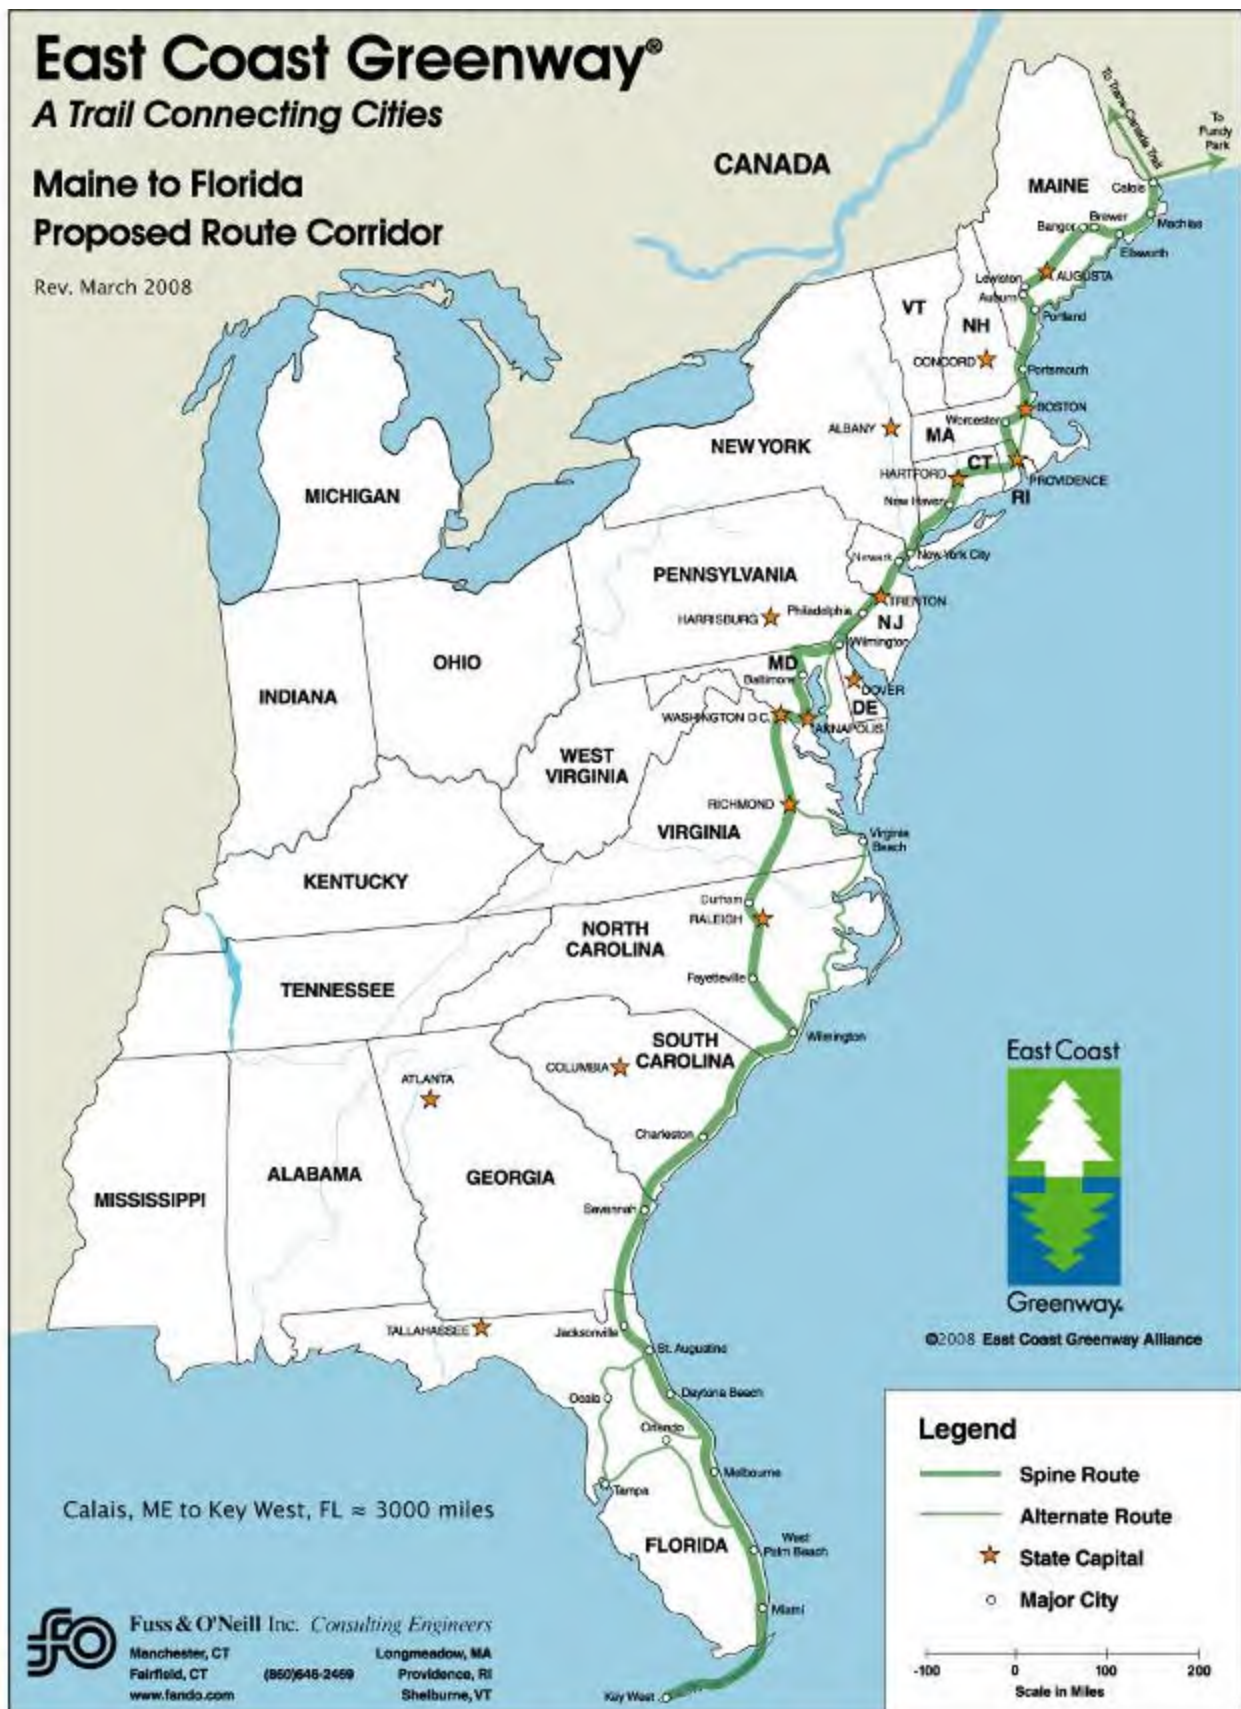 East Coast Greenway®
A Trail Connecting Cities
Maine to Florida
Proposed Route Corridor
Rev. March 2008
CANADA
To Trans-Canada Trail
To
Fundy
Park
MAINE
Calais
Brewer
Bangor
Machias
Ellsworth
Lewiston
AUGUSTA
Auburn
Portland
VT
NH
CONCORD
Portsmouth
BOSTON
Worcester
ALBANY
MA
NEW YORK
CT
HARTFORD
PROVIDENCE
RI
New Haven
MICHIGAN
New York City
Newark
PENNSYLVANIA
TRENTON
Philadelphia
HARRISBURG
NJ
Wilmington
OHIO
MD
Baltimore
INDIANA
DOVER
DE
WASHINGTON D.C.
ANNAPOLIS
WEST
VIRGINIA
RICHMOND
VIRGINIA
Virginia
Beach
KENTUCKY
Durham
RALEIGH
NORTH
CAROLINA
Fayetteville
TENNESSEE
Wilmington
SOUTH
CAROLINA
COLUMBIA
ATLANTA
Charleston
ALABAMA
GEORGIA
MISSISSIPPI
Savannah
East Coast
Greenway
©2008 East Coast Greenway Alliance
TALLAHASSEE
Jacksonville
St. Augustine
Ocala
Daytona Beach
Orlando
Melbourne
Tampa
FLORIDA
West
Palm Beach
Miami
Key West
Calais, ME to Key West, FL ≈ 3000 miles
Legend
Spine Route
Alternate Route
State Capital
Major City
-100 0 100 200
Scale in Miles
fo
Fuss & O'Neill Inc. Consulting Engineers
Manchester, CT Longmeadow, MA
Fairfield, CT (860)646-2469 Providence, RI
www.fando.com Shelburne, VT